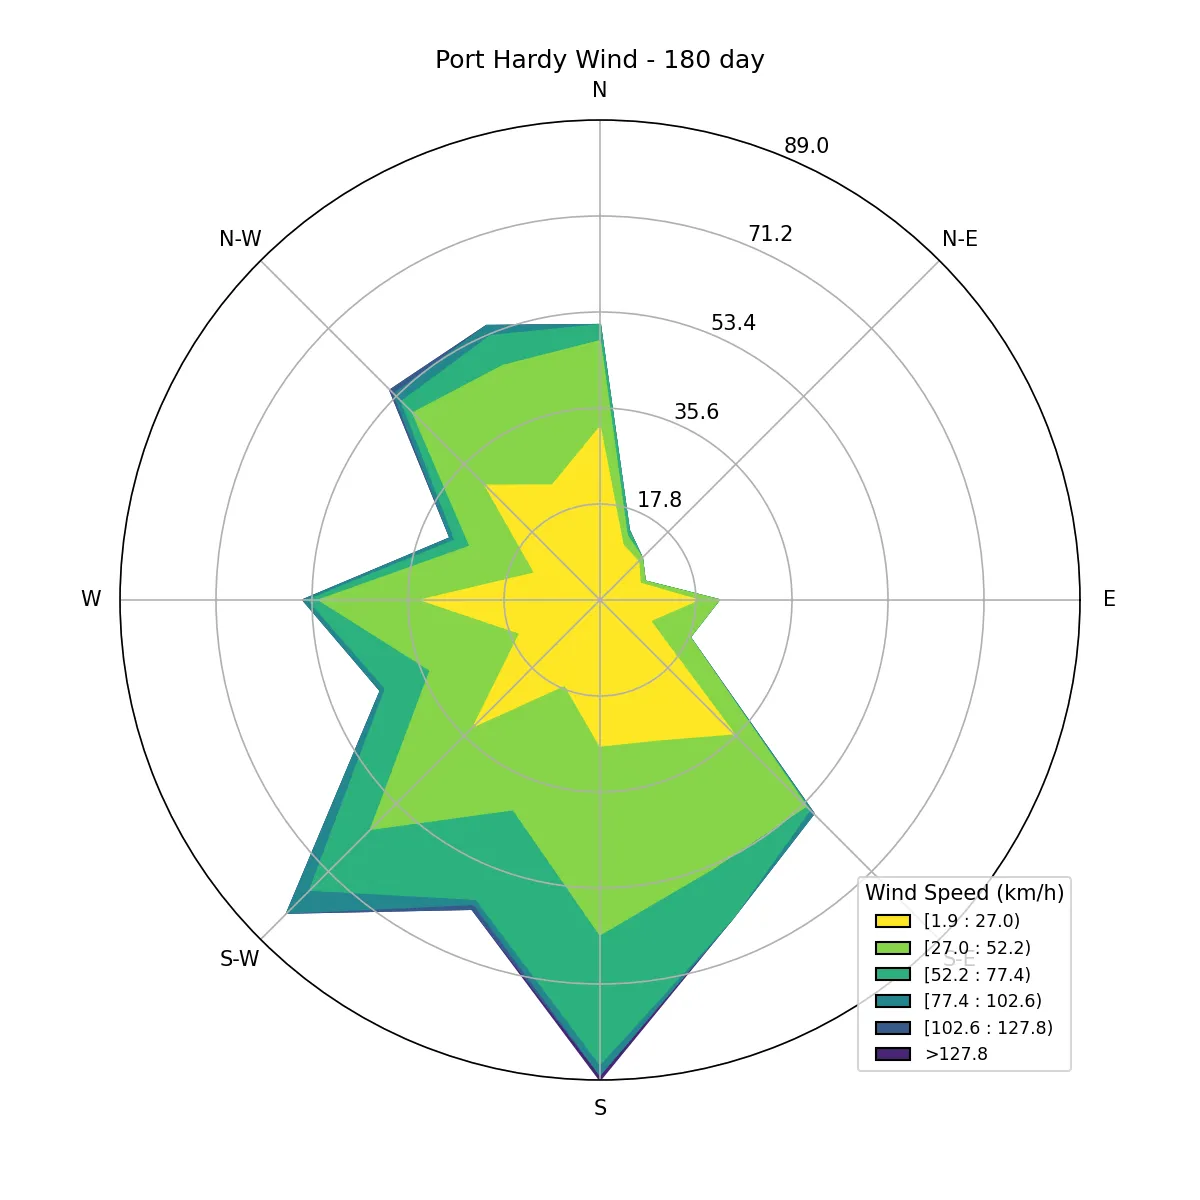 Port Hardy Wind - 180 day
N
89.0
71.2
N-W
N-E
53.4
35.6
17.8
W
E
Wind Speed (km/h)
[1.9 : 27.0)
[27.0 : 52.2)
S-W
S-E
[52.2 : 77.4)
[77.4 : 102.6)
[102.6 : 127.8)
>127.8
S